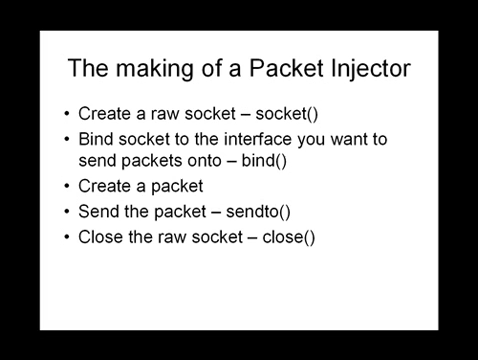 The making of a Packet Injector
• Create a raw socket – socket()
• Bind socket to the interface you want to
send packets onto – bind()
• Create a packet
• Send the packet – sendto()
• Close the raw socket – close()